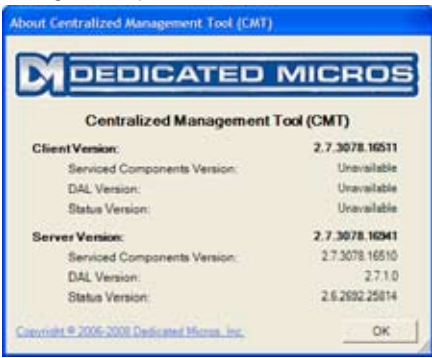 About Centralized Management Tool (CMT)
DEDICATED MICROS
Centralized Management Tool (CMT)
Client Version: 2.7.3078.16511
Serviced Components Version: Unavailable
DAL Version: Unavailable
Status Version: Unavailable
Server Version: 2.7.3078.16941
Serviced Components Version: 2.7.3078.16510
DAL Version: 2.7.1.0
Status Version: 2.6.2692.25814
Copyright © 2006-2008 Dedicated Micros, Inc.
OK